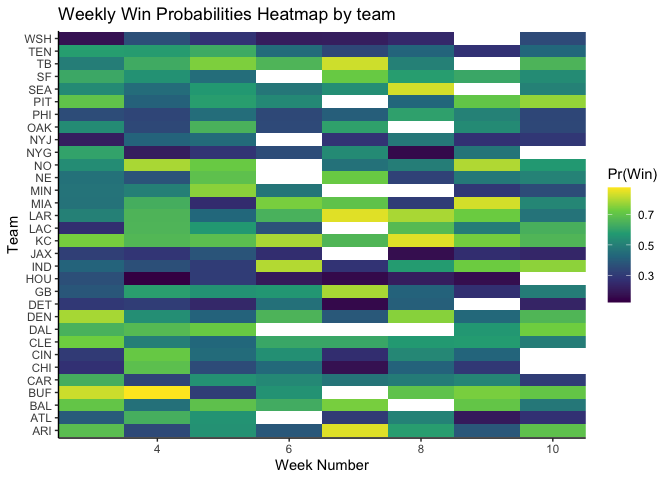 Weekly Win Probabilities Heatmap by team
WSH
TEN
TB
SF
SEA
PIT
PHI
OAK
NYJ
NYG
NO
NE
MIN
MIA
LAR
LAC
KC
JAX
IND
HOU
GB
DET
DEN
DAL
CLE
CIN
CHI
CAR
BUF
BAL
ATL
ARI
Team
4 6 8 10
Week Number
Pr(Win)
0.7
0.5
0.3